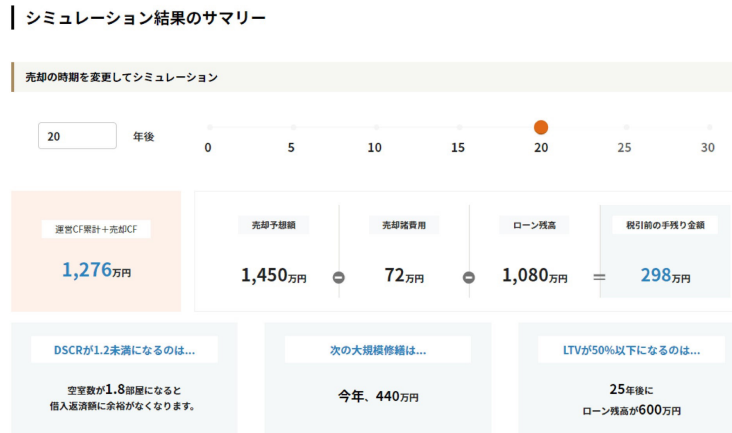 シミュレーション結果のサマリー
売却の時期を変更してシミュレーション
20 年後
0 5 10 15 20 25 30
運営CF累計＋売却CF
1,276万円
売却予想額 売却諸費用 ローン残高 税引前の手残り金額
1,450万円 － 72万円 － 1,080万円 ＝ 298万円
DSCRが1.2未満になるのは...
空室数が1.8部屋になると
借入返済額に余裕がなくなります。
次の大規模修繕は...
今年、440万円
LTVが50%以下になるのは...
25年後に
ローン残高が600万円